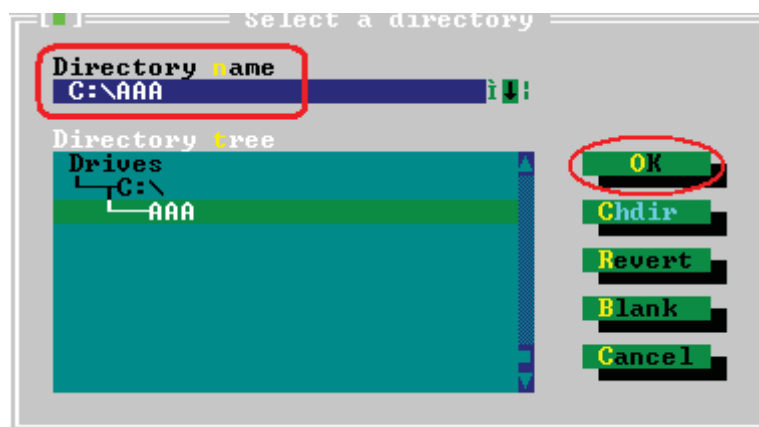 Select a directory
Directory name
C:\AAA
Directory tree
Drives
C:\
AAA
OK
Chdir
Revert
Blank
Cancel